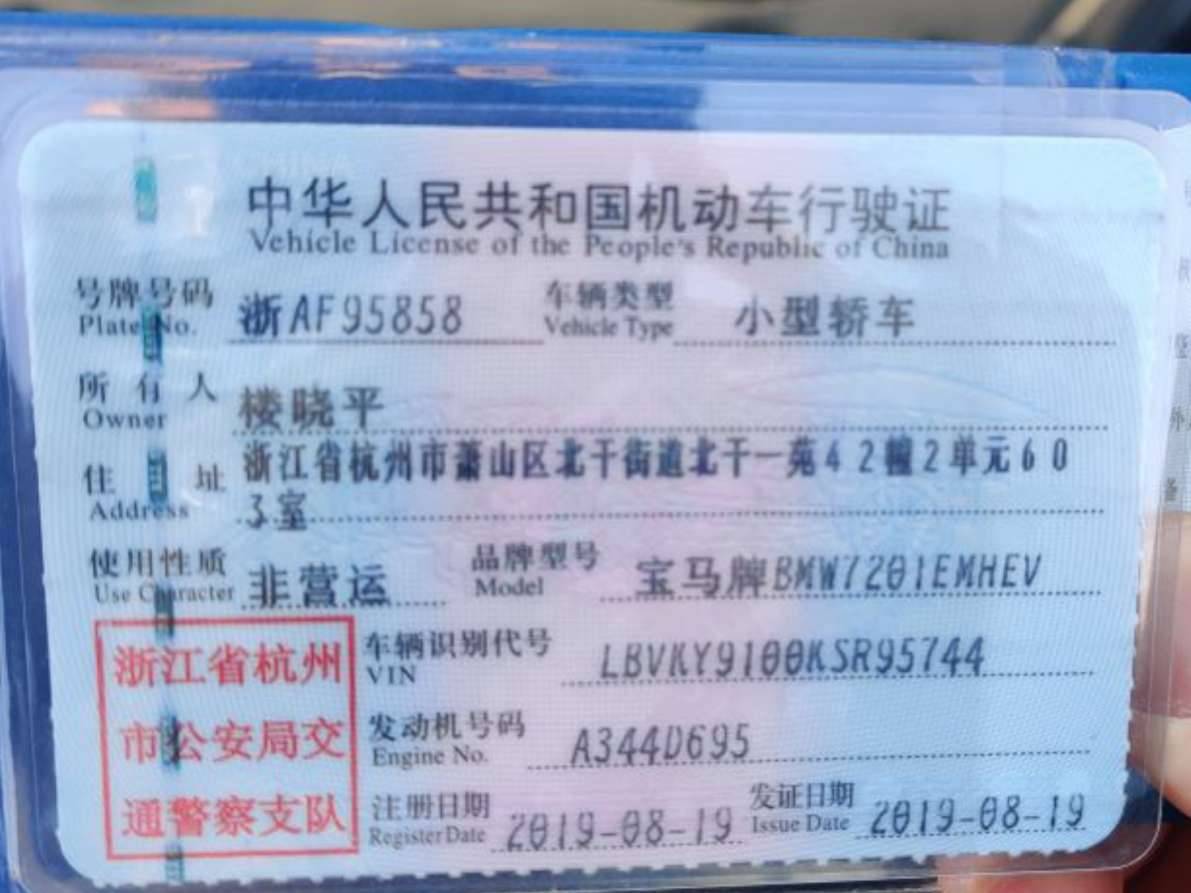 中华人民共和国机动车行驶证
Vehicle License of the People's Republic of China
号牌号码 浙AF95858 车辆类型 小型轿车
Plate No. Vehicle Type
所有人 楼晓平
Owner
浙江省杭州市萧山区北干街道北干一苑42幢2单元60
住址 3室
Address
使用性质 非营运 品牌型号 宝马牌BMW7201EMHEV
Use Character Model
浙江省杭州 车辆识别代号 LBVKY9100KSR95744
VIN
市公安局交 发动机号码 A344D695
Engine No.
通警察支队 注册日期 2019-08-19 发证日期 2019-08-19
Register Date Issue Date